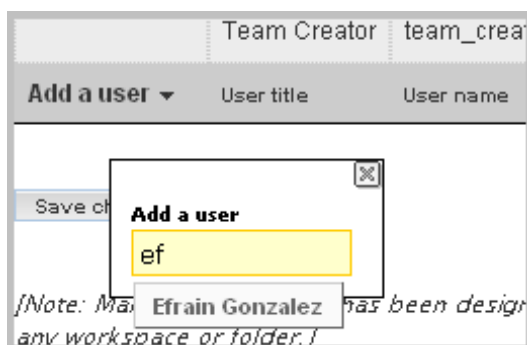 Team Creator team_crea
Add a user User title User name
Save ch
Add a user
ef
Efrain Gonzalez
[Note: Ma has been design
any workspace or folder.]